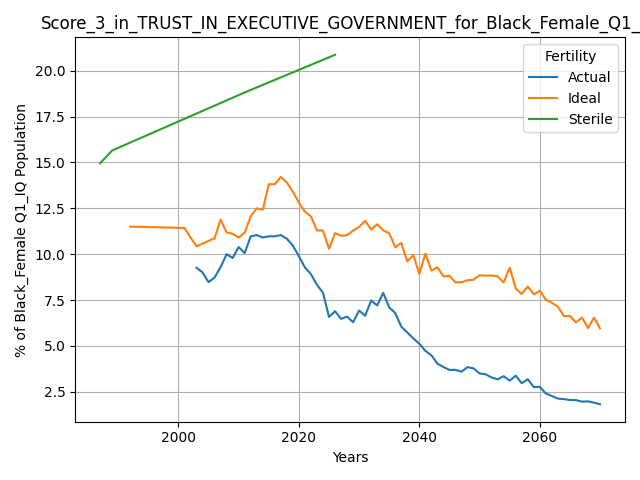 Score_3_in_TRUST_IN_EXECUTIVE_GOVERNMENT_for_Black_Female_Q1_
% of Black_Female Q1_IQ Population
20.0
17.5
15.0
12.5
10.0
7.5
5.0
2.5
Fertility
Actual
Ideal
Sterile
2000
2020
2040
2060
Years